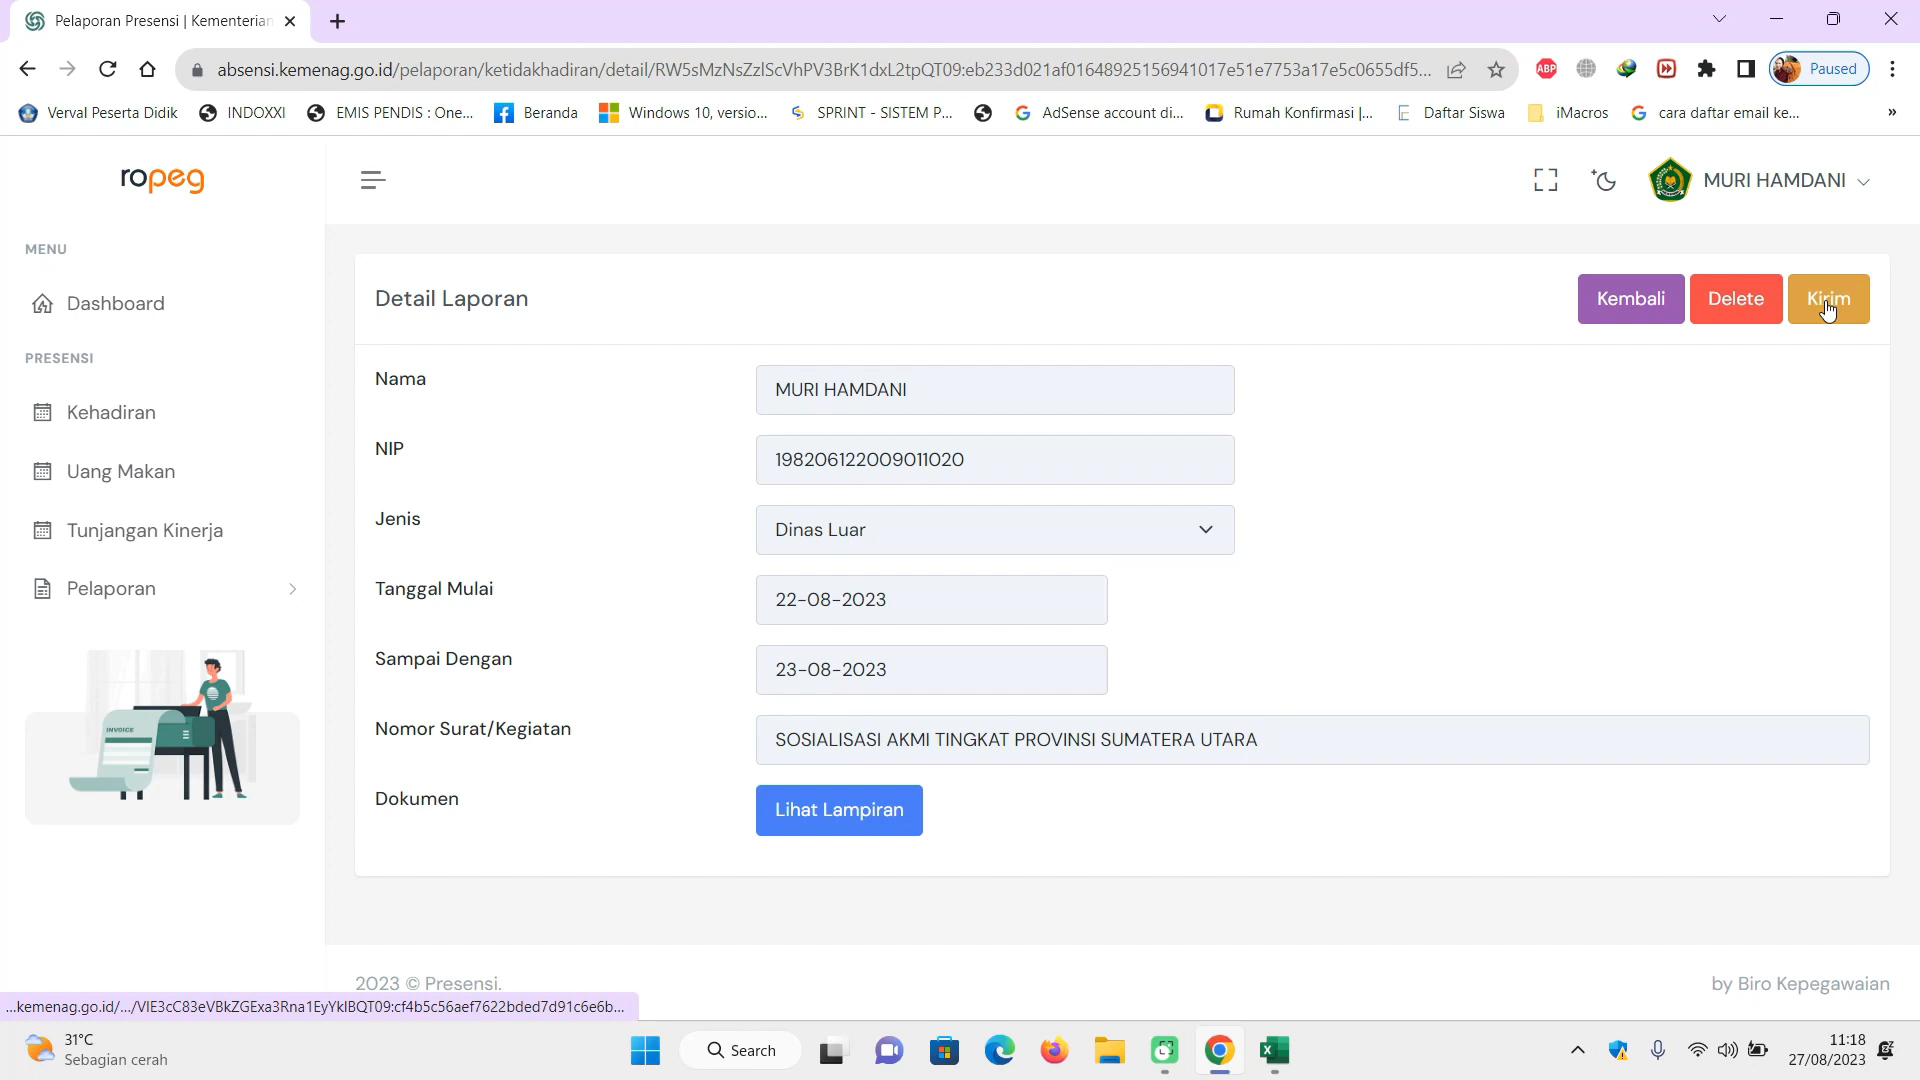 Pelaporan Presensi | Kementerian
absensi.kemenag.go.id/pelaporan/ketidakhadiran/detail/RW5sMzNsZzlScVhPV3BrK1dxL2tpQT09:eb233d021af01648925156941017e51e7753a17e5c0655df5...
ABP
Paused
Verval Peserta Didik
INDOXXI
EMIS PENDIS : One...
Beranda
Windows 10, versio...
SPRINT - SISTEM P...
AdSense account di...
Rumah Konfirmasi |...
Daftar Siswa
iMacros
cara daftar email ke...
»
ropeg
MURI HAMDANI
MENU
Dashboard
PRESENSI
Kehadiran
Uang Makan
Tunjangan Kinerja
Pelaporan
INVOICE
Detail Laporan
Kembali
Delete
Kirim
Nama
MURI HAMDANI
NIP
198206122009011020
Jenis
Dinas Luar
Tanggal Mulai
22-08-2023
Sampai Dengan
23-08-2023
Nomor Surat/Kegiatan
SOSIALISASI AKMI TINGKAT PROVINSI SUMATERA UTARA
Dokumen
Lihat Lampiran
2023 © Presensi.
by Biro Kepegawaian
...kemenag.go.id/.../VlE3cC83eVBkZGExa3Rna1EyYklBQT09:cf4b5c56aef7622bded7d91c6e6b...
31°C
Sebagian cerah
Search
11:18
27/08/2023